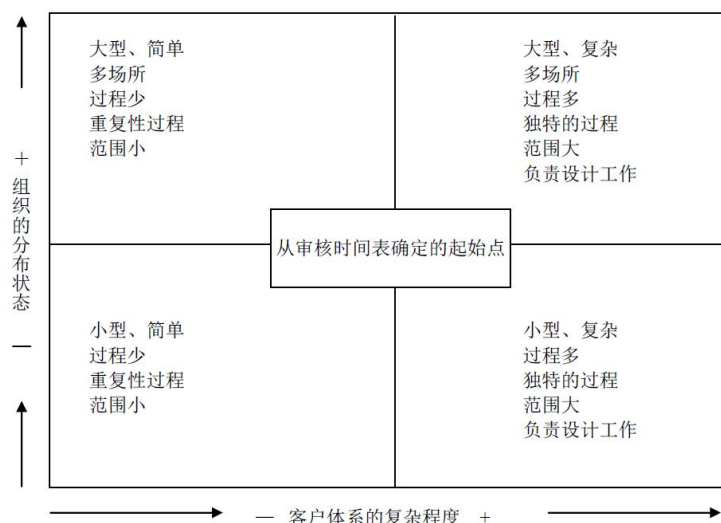 大型、简单
多场所
过程少
重复性过程
范围小
大型、复杂
多场所
过程多
独特的过程
范围大
负责设计工作
+ 组织的分布状态 —
从审核时间表确定的起始点
小型、简单
过程少
重复性过程
范围小
小型、复杂
过程多
独特的过程
范围大
负责设计工作
— 客户体系的复杂程度 +